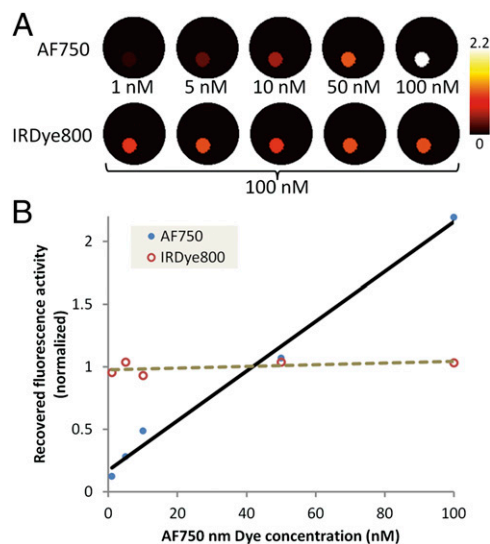 A
AF750
1 nM 5 nM 10 nM 50 nM 100 nM
2.2
0
IRDye800
100 nM
B
AF750
IRDye800
Recovered fluorescence activity
(normalized)
2
1.5
1
0.5
0
0 20 40 60 80 100
AF750 nm Dye concentration (nM)